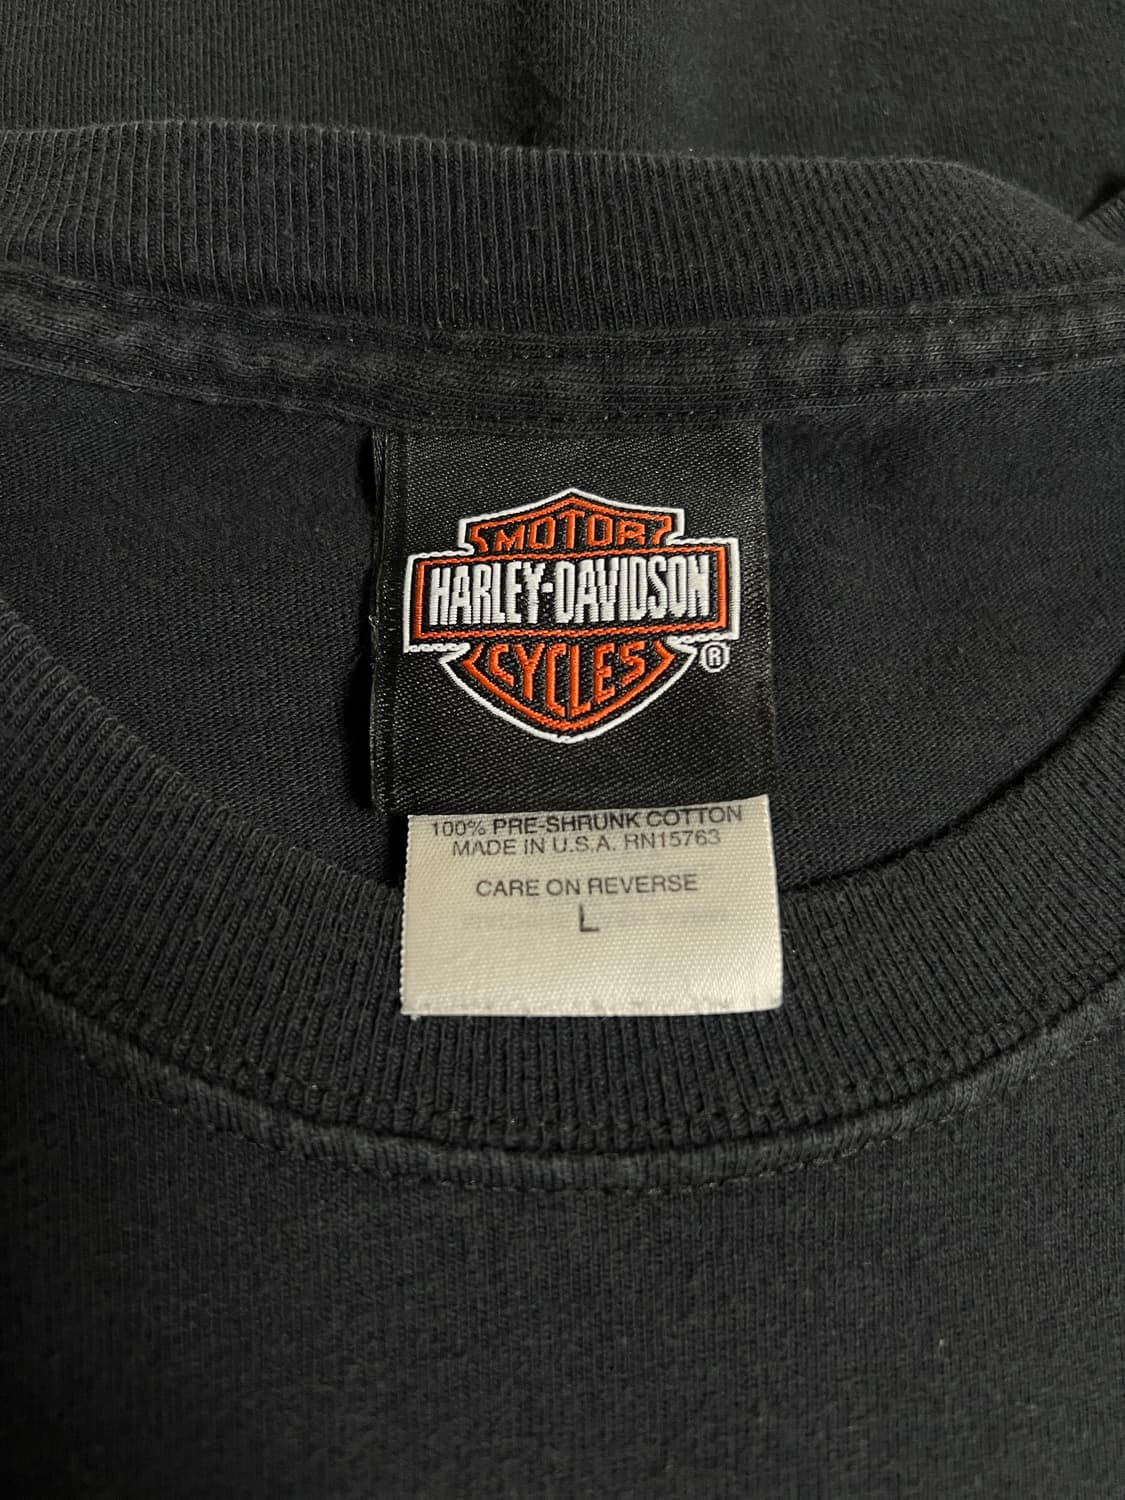 MOTOR
HARLEY-DAVIDSON
CYCLES
®
100% PRE-SHRUNK COTTON
MADE IN U.S.A. RN15763
CARE ON REVERSE
L